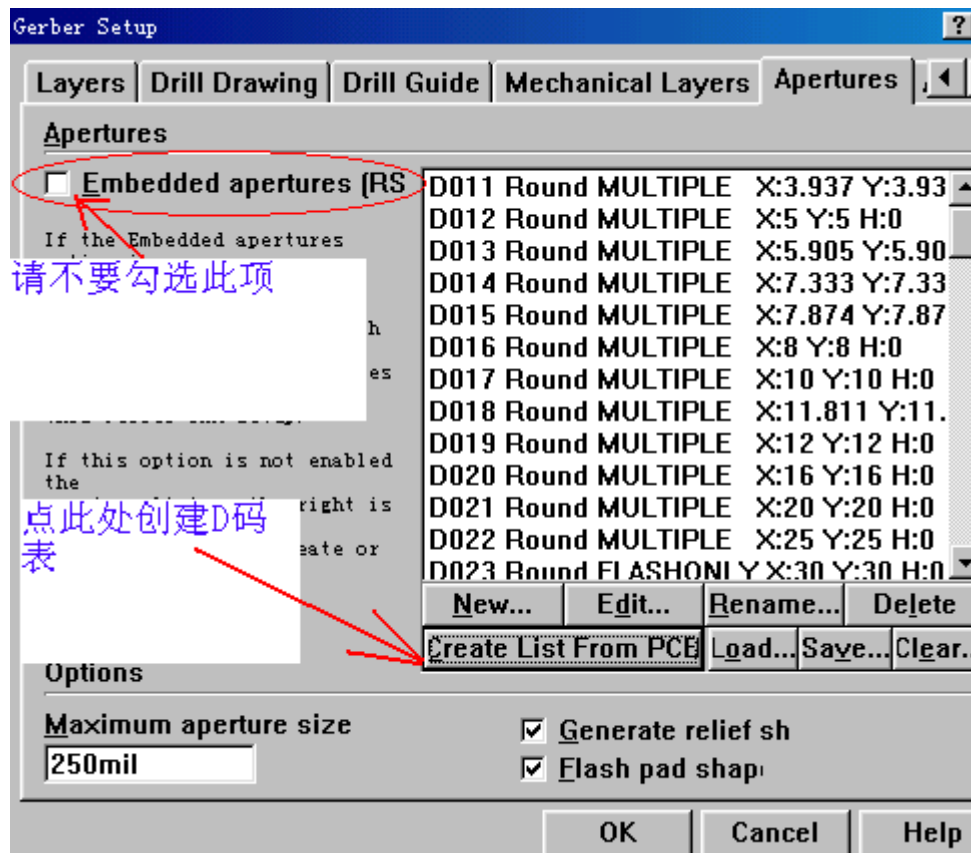 Gerber Setup
?
Layers Drill Drawing Drill Guide Mechanical Layers Apertures
Apertures
Embedded apertures (RS
If the Embedded apertures
请不要勾选此项
h
es
If this option is not enabled
the
right is
点此处创建D码
表
eate or
D011 Round MULTIPLE X:3.937 Y:3.93
D012 Round MULTIPLE X:5 Y:5 H:0
D013 Round MULTIPLE X:5.905 Y:5.90
D014 Round MULTIPLE X:7.333 Y:7.33
D015 Round MULTIPLE X:7.874 Y:7.87
D016 Round MULTIPLE X:8 Y:8 H:0
D017 Round MULTIPLE X:10 Y:10 H:0
D018 Round MULTIPLE X:11.811 Y:11.
D019 Round MULTIPLE X:12 Y:12 H:0
D020 Round MULTIPLE X:16 Y:16 H:0
D021 Round MULTIPLE X:20 Y:20 H:0
D022 Round MULTIPLE X:25 Y:25 H:0
D023 Round FLASHONLY X:30 Y:30 H:0
New... Edit... Rename... Delete
Create List From PCB Load... Save... Clear..
Options
Maximum aperture size
250mil
Generate relief sh
Flash pad shap
OK Cancel Help